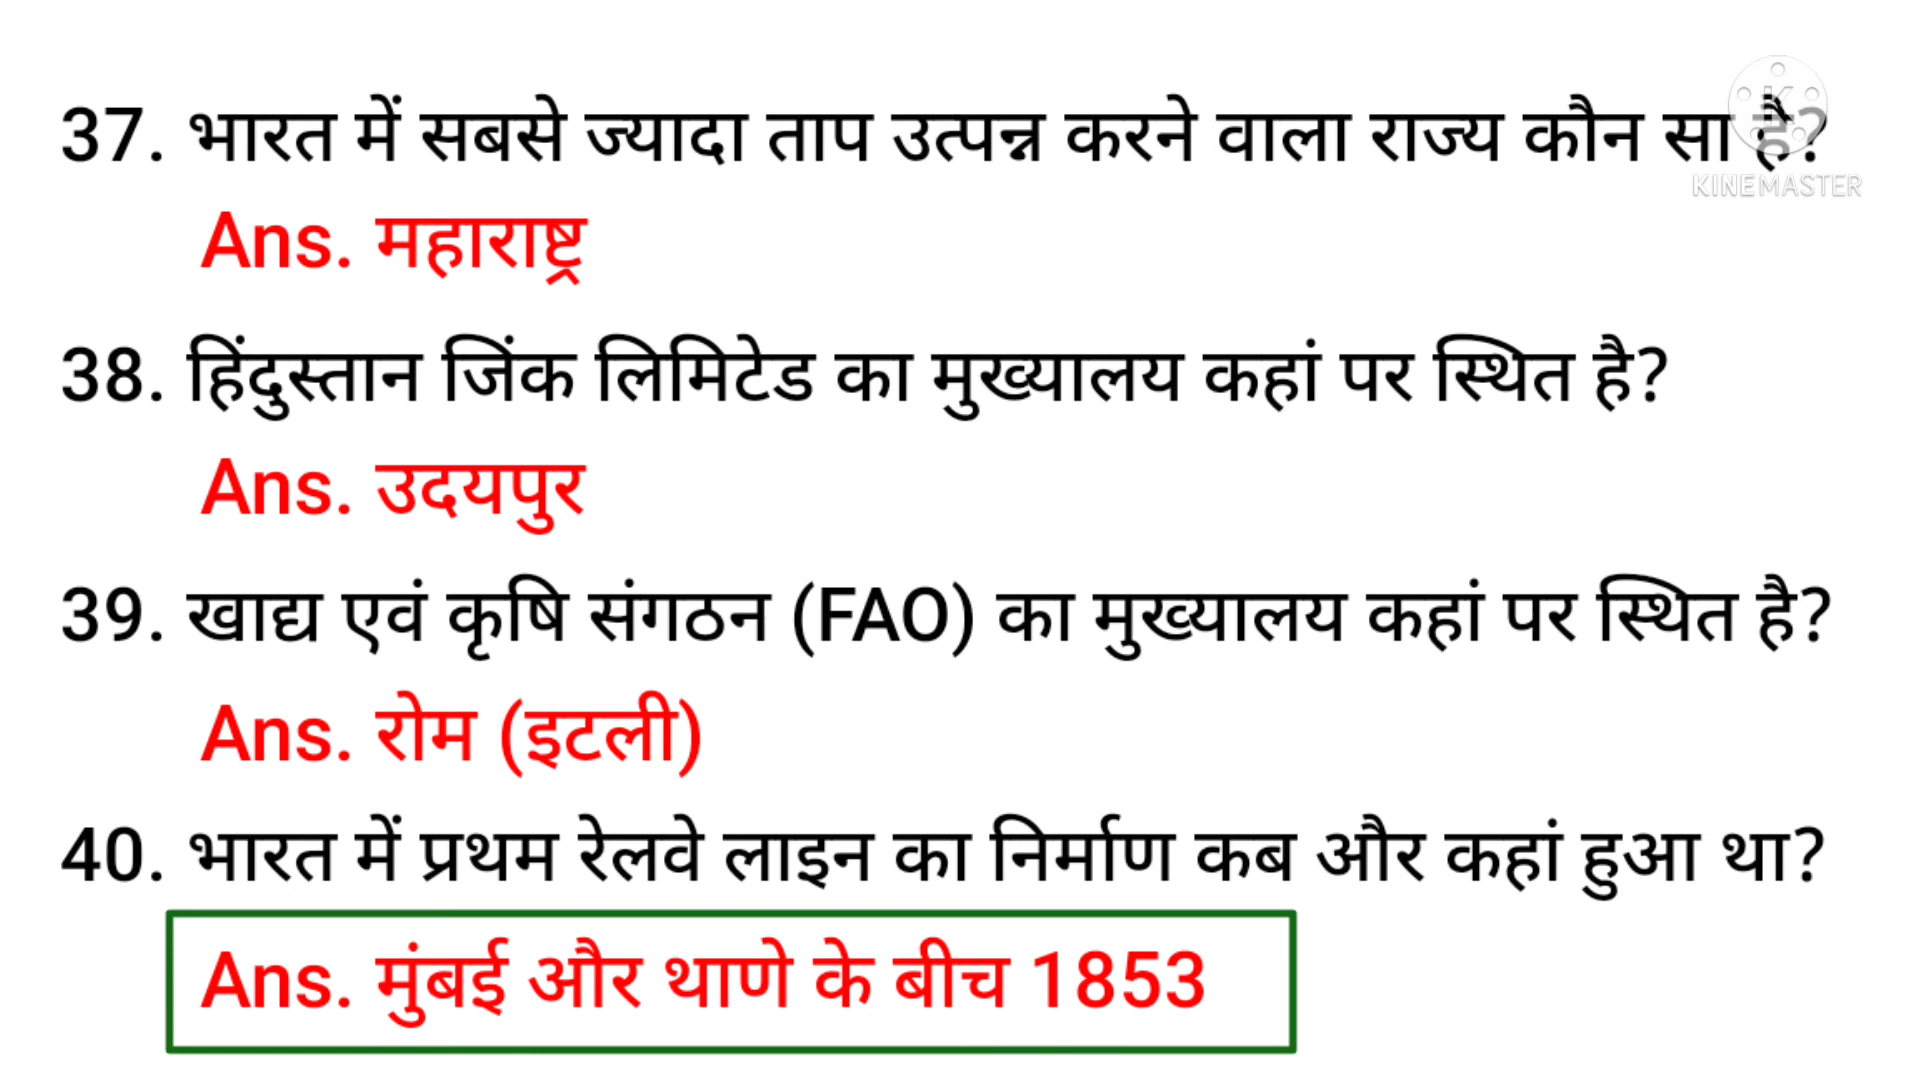 37. भारत में सबसे ज्यादा ताप उत्पन्न करने वाला राज्य कौन सा है?
KINEMASTER
Ans. महाराष्ट्र
38. हिंदुस्तान जिंक लिमिटेड का मुख्यालय कहां पर स्थित है?
Ans. उदयपुर
39. खाद्य एवं कृषि संगठन (FAO) का मुख्यालय कहां पर स्थित है?
Ans. रोम (इटली)
40. भारत में प्रथम रेलवे लाइन का निर्माण कब और कहां हुआ था?
Ans. मुंबई और थाणे के बीच 1853